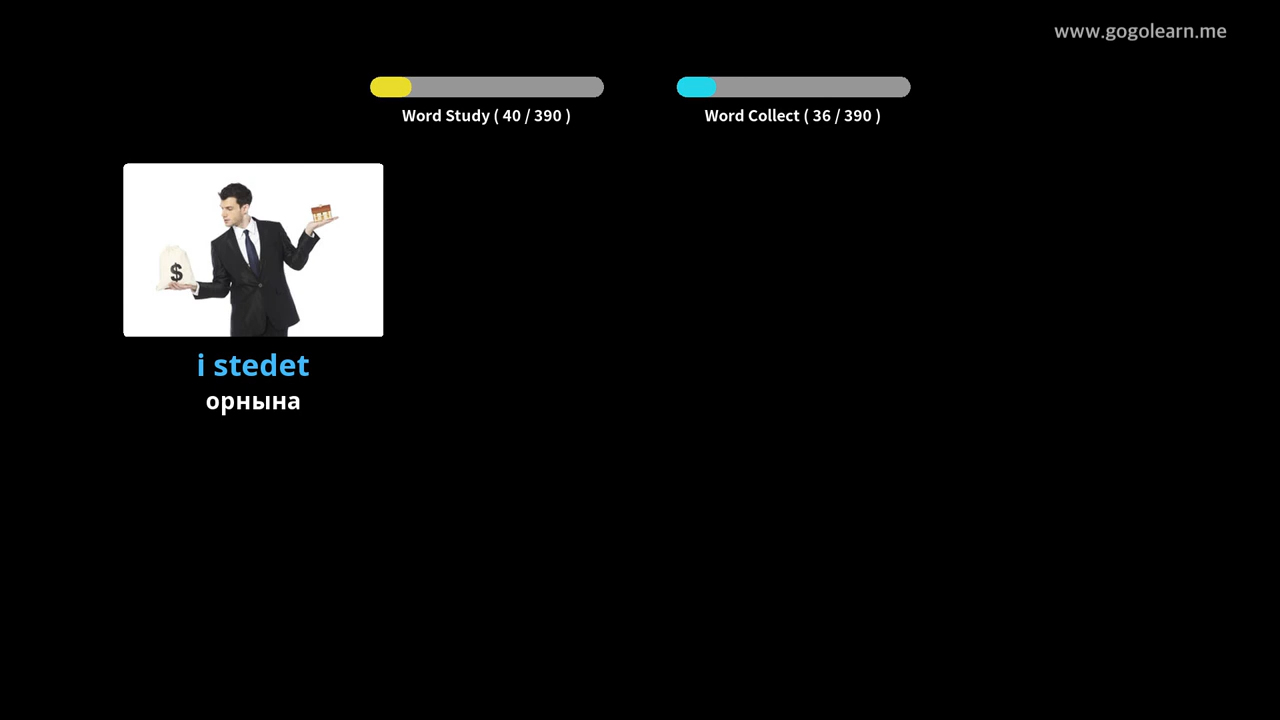 www.gogolearn.me
Word Study ( 40 / 390 )
Word Collect ( 36 / 390 )
$
i stedet
орнына